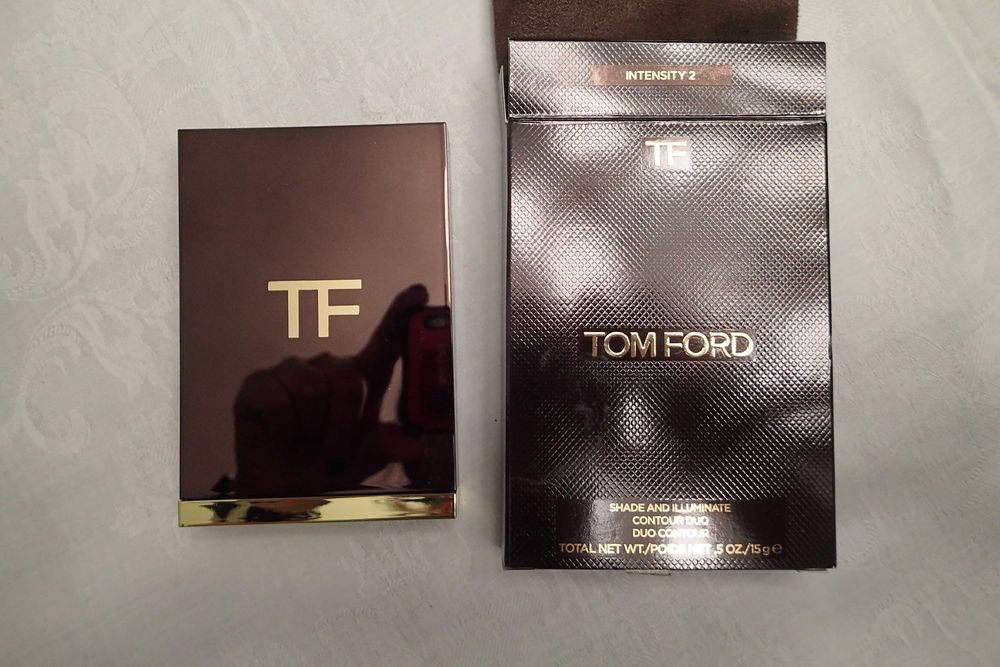 TF
INTENSITY 2
TF
TOM FORD
SHADE AND ILLUMINATE
CONTOUR DUO
DUO CONTOUR
TOTAL NET WT./POIDS NET .5 OZ./15 g ℮